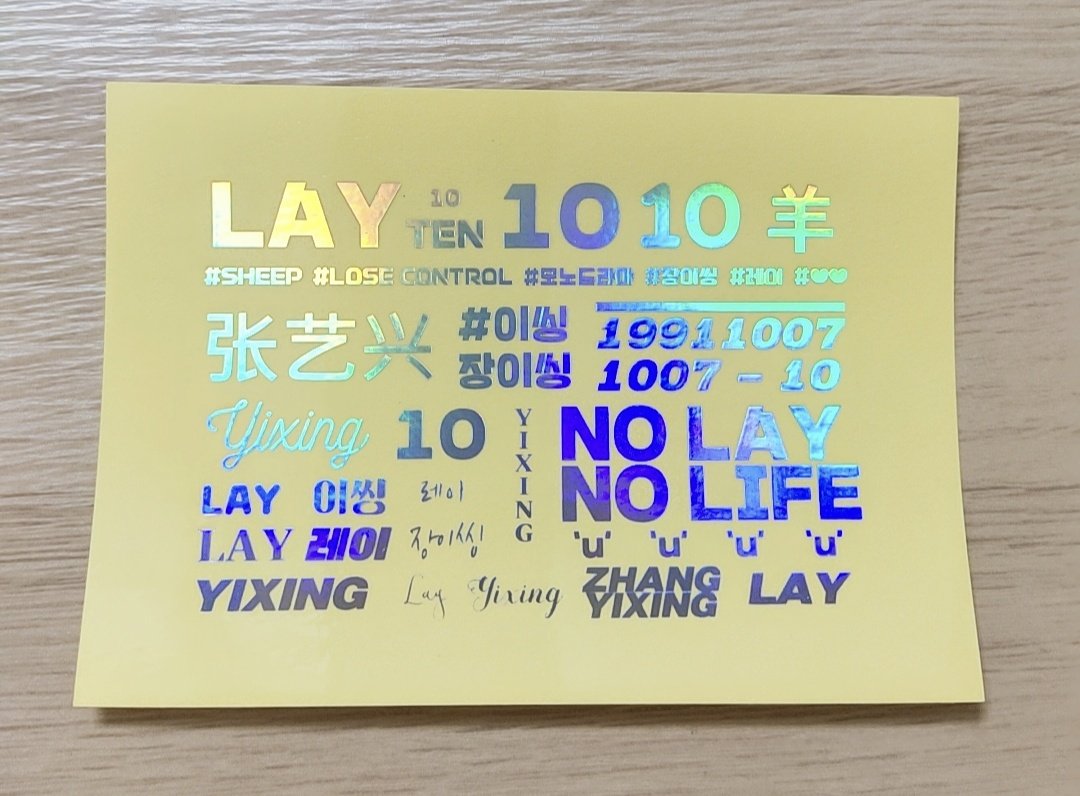 LAY 10 TEN 10 10 羊
#SHEEP #LOSE CONTROL #모노드라마 #장이씽 #레이 #
张艺兴 #이씽 19911007
장이씽 1007 - 10
Yixing 10 YIXING NO LAY
NO LIFE
LAY 이씽 레이
LAY 레이 장이씽 'u' 'u' 'u' 'u'
YIXING Lay Yixing ZHANG YIXING LAY